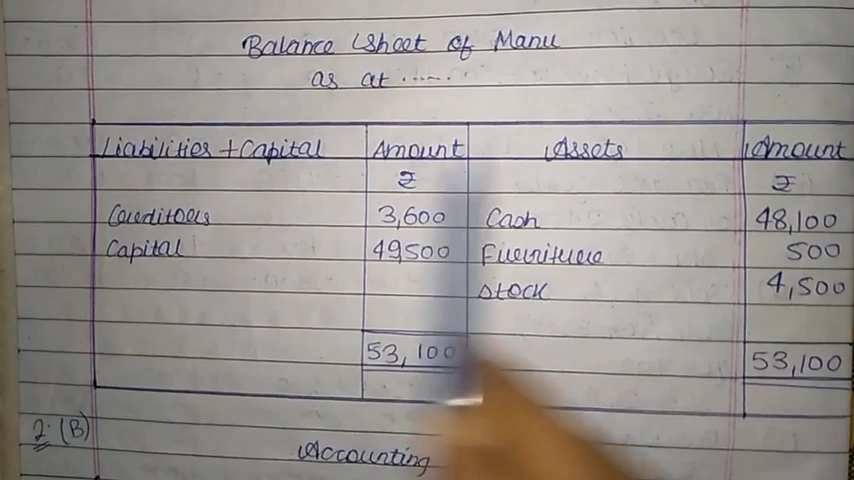 Balance Sheet of Manu
as at ......
Liabilities + Capital Amount Assets Amount
₹ ₹
Creditors 3,600 Cash 48,100
Capital 49,500 Furniture 500
Stock 4,500
53,100 53,100
2. (B)
Accounting